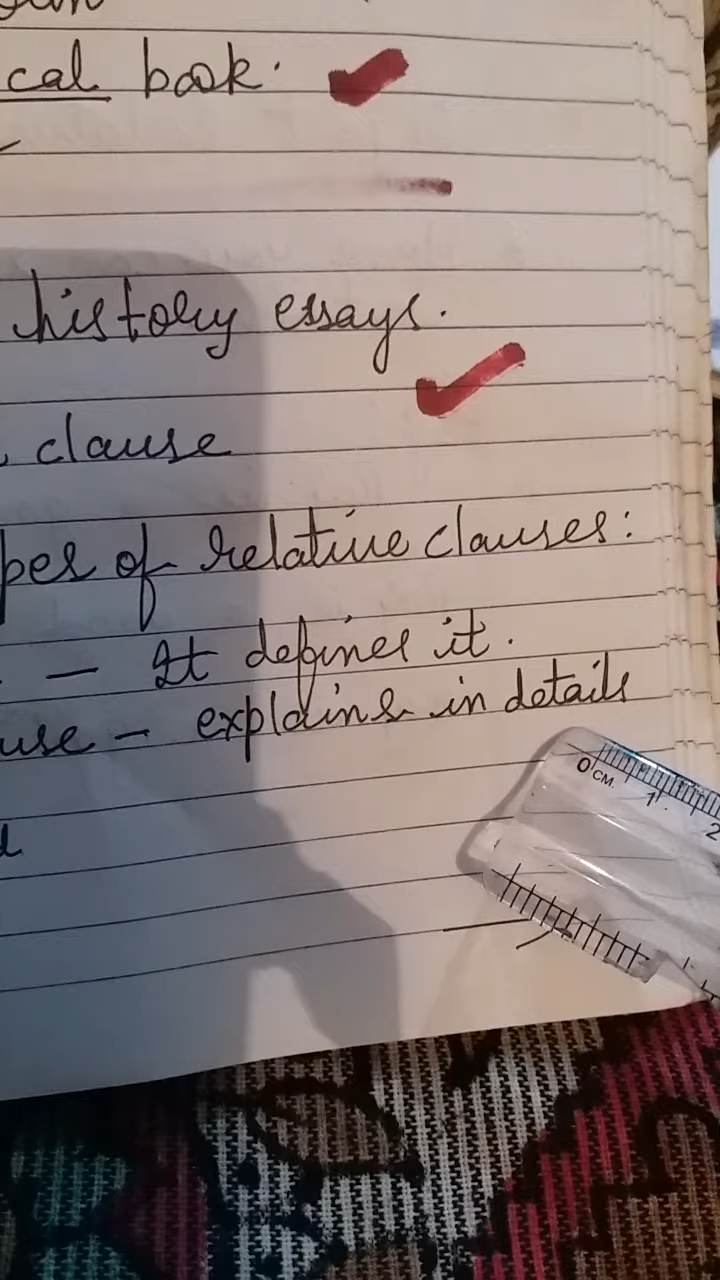 cal book.
history essays.
clause
pes of relative clauses:
— It defines it.
use — explains in details
0 CM. 1 2